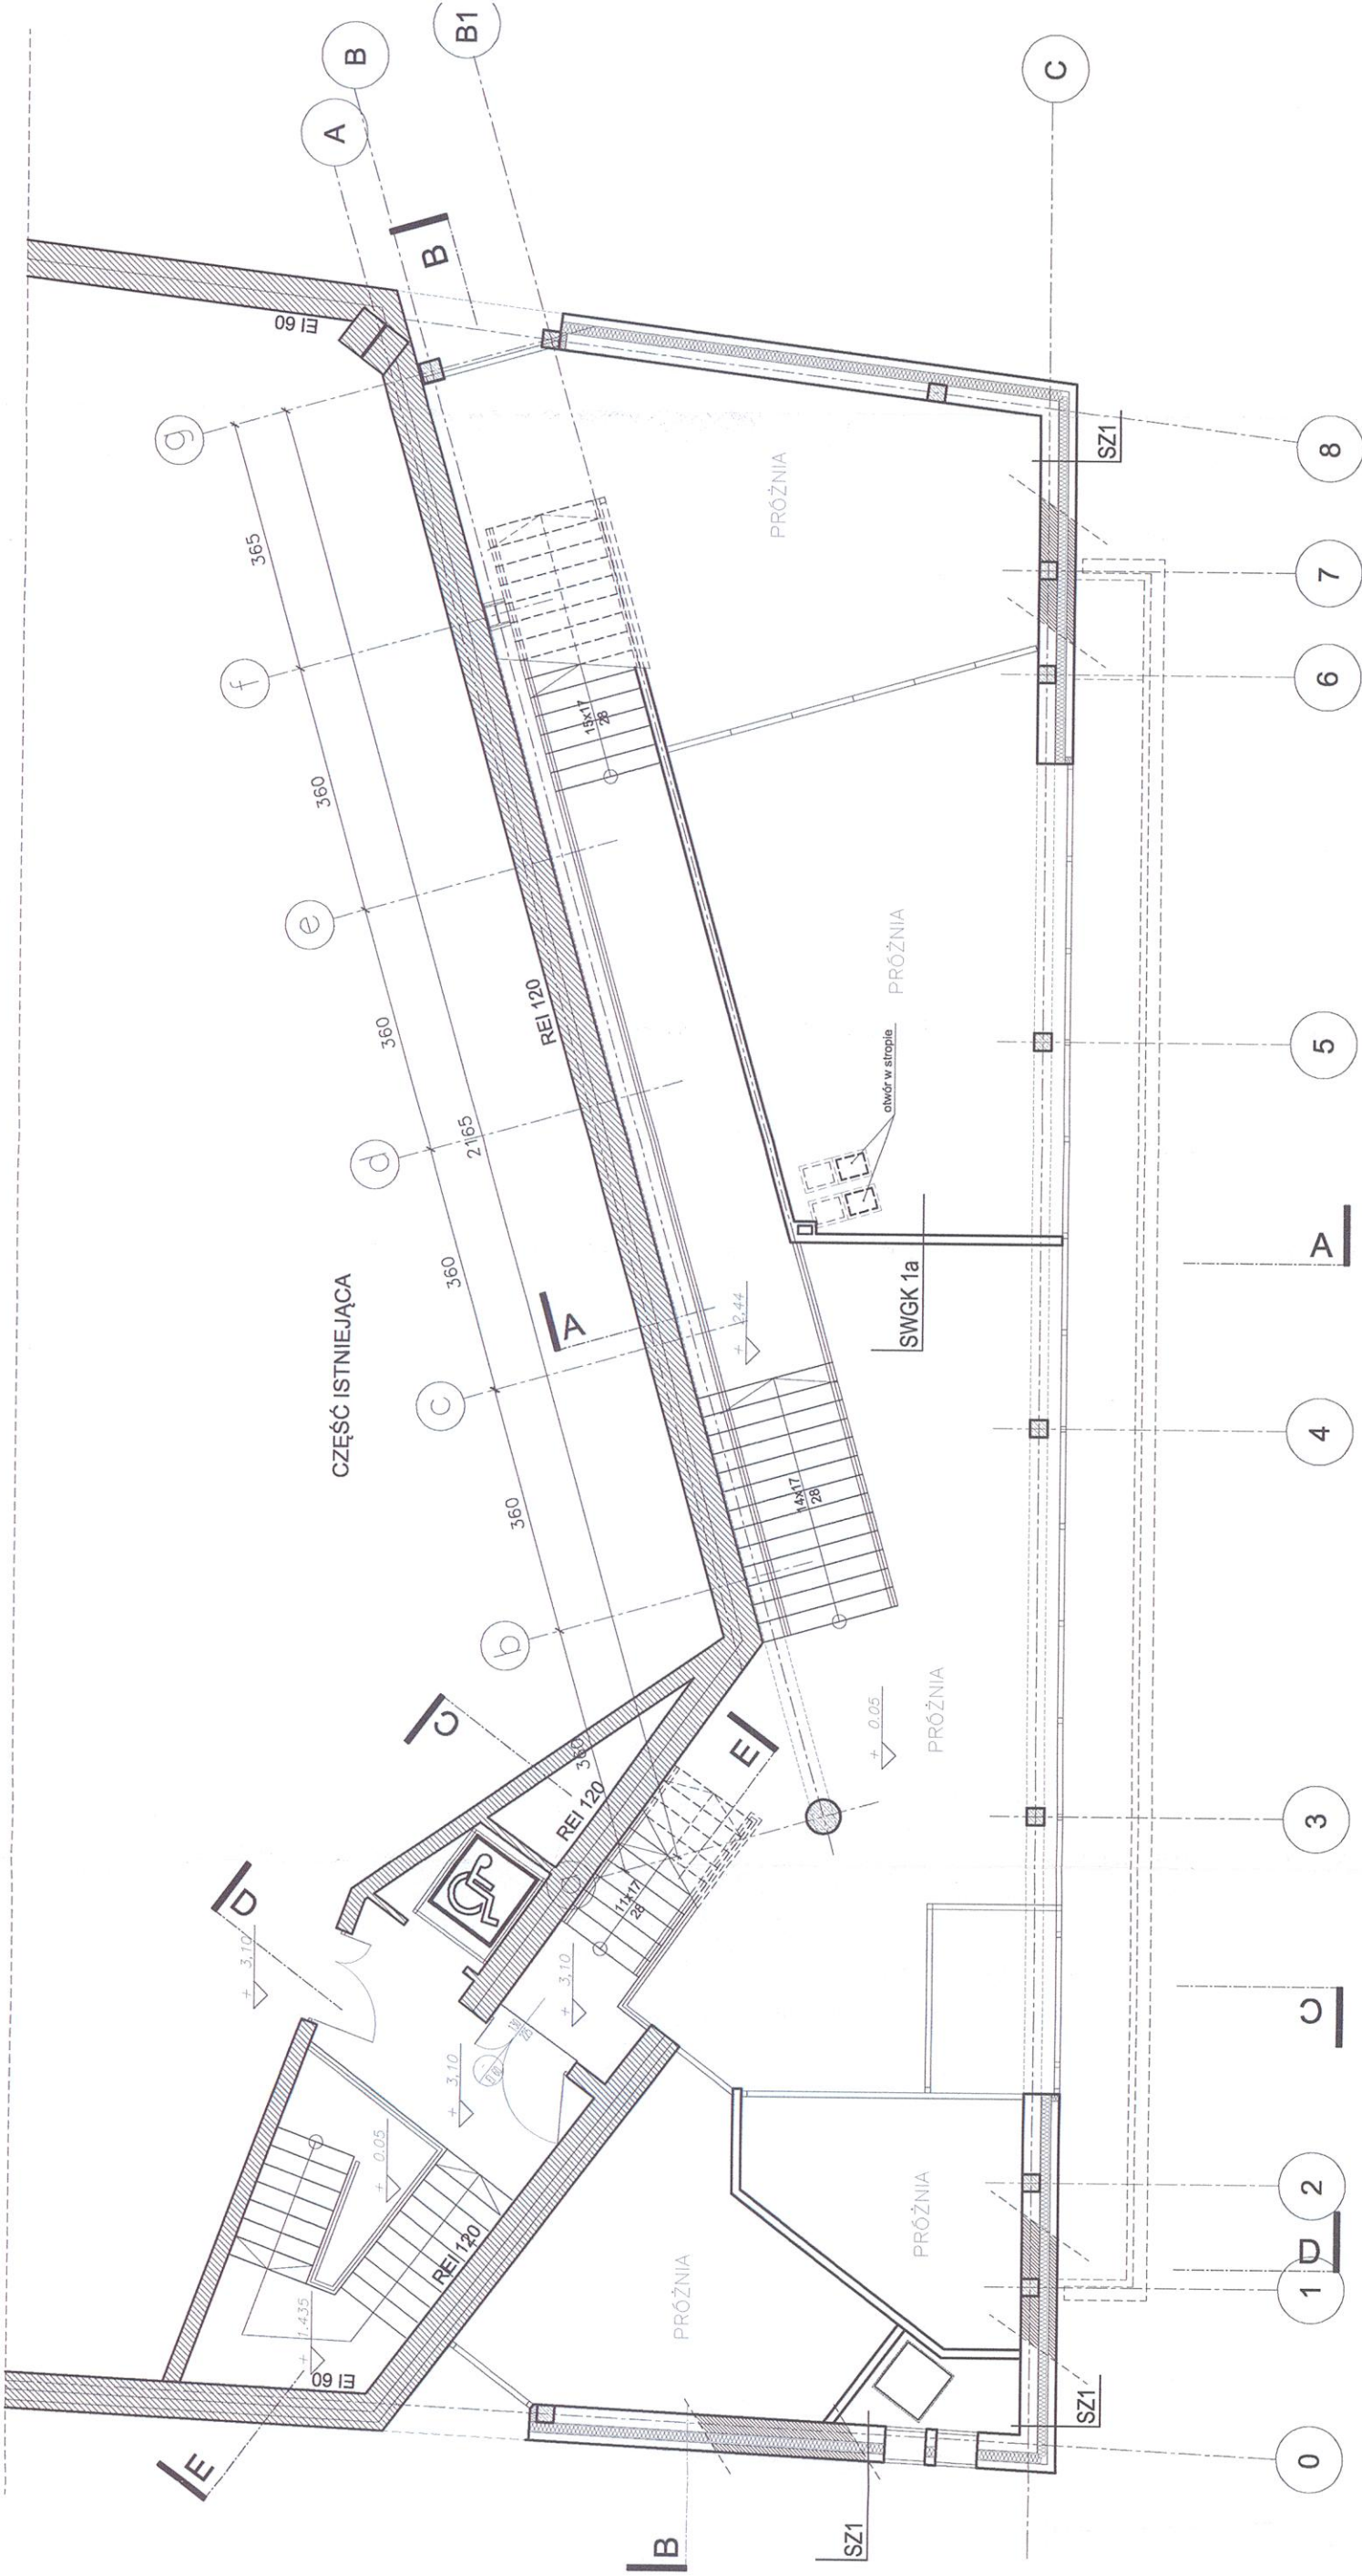 A
B
B1
C
B
EI 60
g
365
f
360
e
360
d
360
c
360
b
360
2165
REI 120
CZĘŚĆ ISTNIEJĄCA
15x17
28
PRÓŻNIA
SZ1
8
7
6
PRÓŻNIA
otwór w stropie
5
SWGK 1a
A
A
+ 2,44
14x17
28
4
C
E
REI 120
+ 0.05
PRÓŻNIA
3
D
+ 3,10
11x17
28
+ 3,10
+ 3,10
C
+ 0.05
REI 120
+ 1.435
EI 60
PRÓŻNIA
PRÓŻNIA
2
D
1
E
B
SZ1
SZ1
0